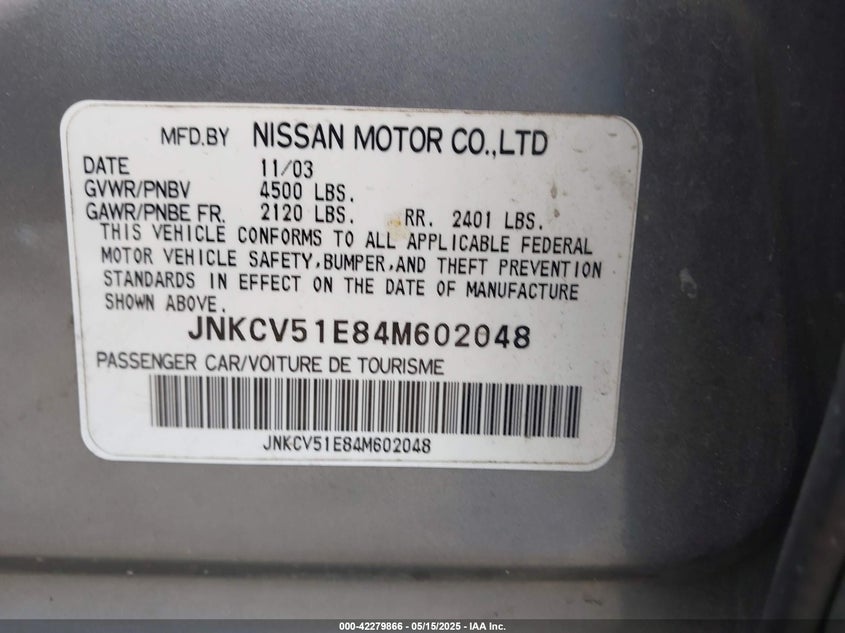 MFD.BY NISSAN MOTOR CO.,LTD
DATE 11/03
GVWR/PNBV 4500 LBS.
GAWR/PNBE FR. 2120 LBS. RR. 2401 LBS.
THIS VEHICLE CONFORMS TO ALL APPLICABLE FEDERAL
MOTOR VEHICLE SAFETY,BUMPER,AND THEFT PREVENTION
STANDARDS IN EFFECT ON THE DATE OF MANUFACTURE
SHOWN ABOVE.
JNKCV51E84M602048
PASSENGER CAR/VOITURE DE TOURISME
JNKCV51E84M602048
000-42279866 - 05/15/2025 - IAA Inc.